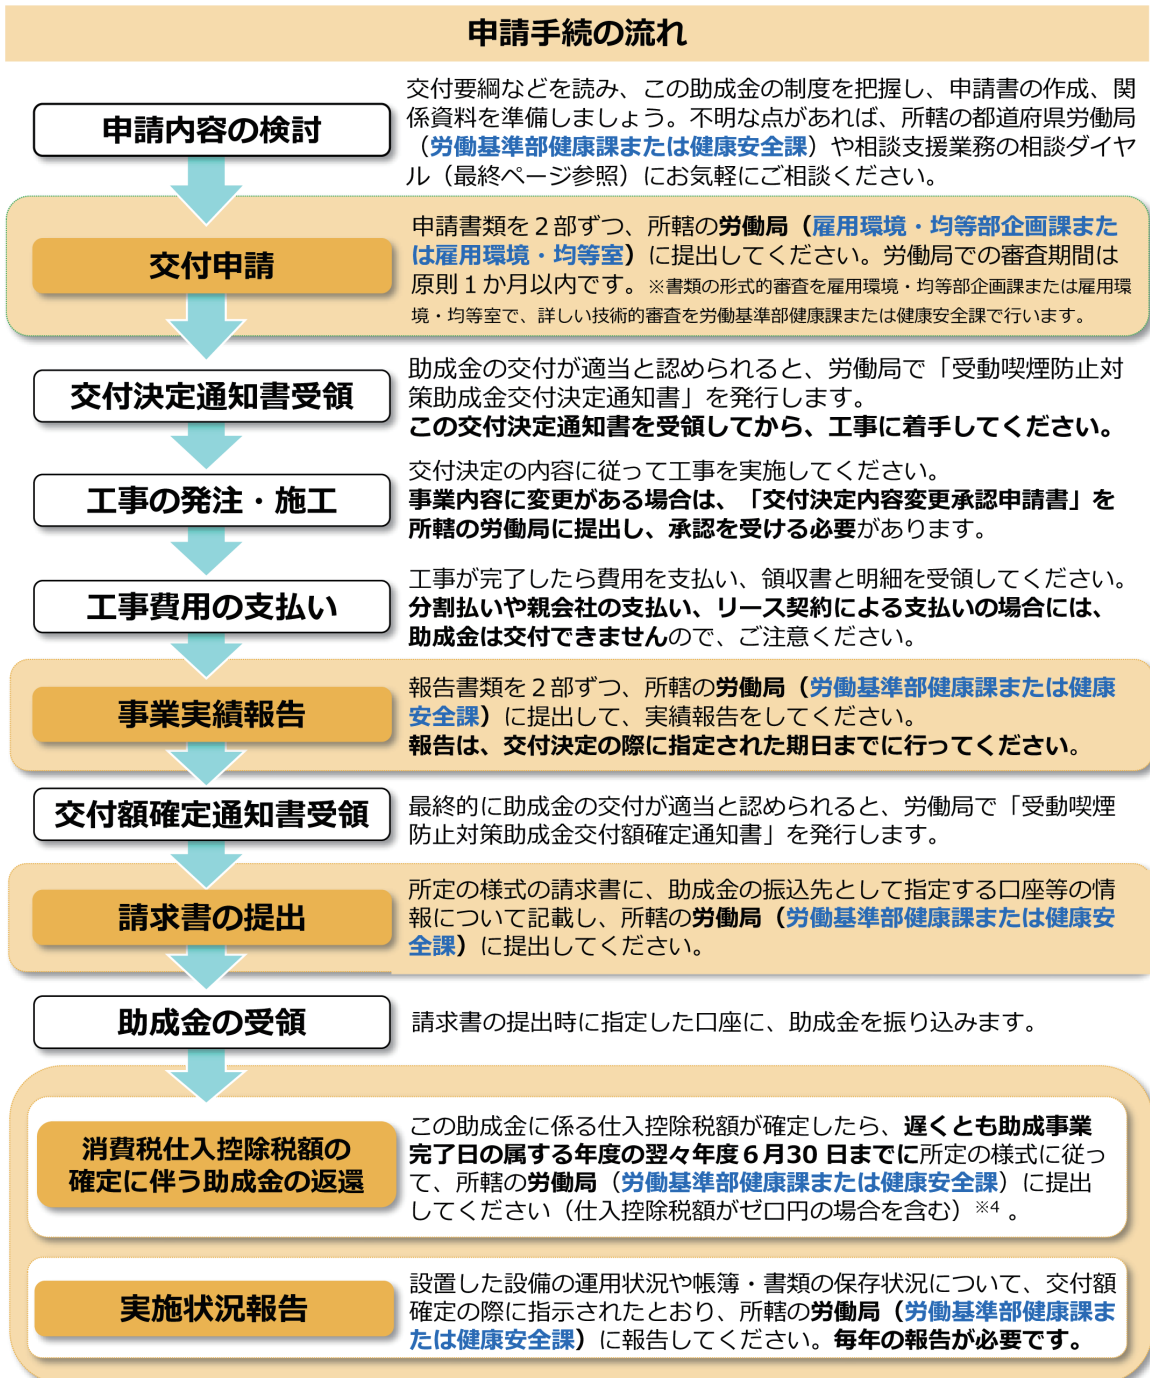 申請手続の流れ
申請内容の検討
交付要綱などを読み、この助成金の制度を把握し、申請書の作成、関
係資料を準備しましょう。不明な点があれば、所轄の都道府県労働局
（労働基準部健康課または健康安全課）や相談支援業務の相談ダイヤ
ル（最終ページ参照）にお気軽にご相談ください。
交付申請
申請書類を２部ずつ、所轄の労働局（雇用環境・均等部企画課また
は雇用環境・均等室）に提出してください。労働局での審査期間は
原則１か月以内です。※書類の形式的審査を雇用環境・均等部企画課または雇用環
境・均等室で、詳しい技術的審査を労働基準部健康課または健康安全課で行います。
交付決定通知書受領
助成金の交付が適当と認められると、労働局で「受動喫煙防止対
策助成金交付決定通知書」を発行します。
この交付決定通知書を受領してから、工事に着手してください。
工事の発注・施工
交付決定の内容に従って工事を実施してください。
事業内容に変更がある場合は、「交付決定内容変更承認申請書」を
所轄の労働局に提出し、承認を受ける必要があります。
工事費用の支払い
工事が完了したら費用を支払い、領収書と明細を受領してください。
分割払いや親会社の支払い、リース契約による支払いの場合には、
助成金は交付できませんので、ご注意ください。
事業実績報告
報告書類を２部ずつ、所轄の労働局（労働基準部健康課または健康
安全課）に提出して、実績報告をしてください。
報告は、交付決定の際に指定された期日までに行ってください。
交付額確定通知書受領
最終的に助成金の交付が適当と認められると、労働局で「受動喫煙
防止対策助成金交付額確定通知書」を発行します。
請求書の提出
所定の様式の請求書に、助成金の振込先として指定する口座等の情
報について記載し、所轄の労働局（労働基準部健康課または健康安
全課）に提出してください。
助成金の受領
請求書の提出時に指定した口座に、助成金を振り込みます。
消費税仕入控除税額の
確定に伴う助成金の返還
この助成金に係る仕入控除税額が確定したら、遅くとも助成事業
完了日の属する年度の翌々年度６月30 日までに所定の様式に従っ
て、所轄の労働局（労働基準部健康課または健康安全課）に提出
してください（仕入控除税額がゼロ円の場合を含む）※4 。
実施状況報告
設置した設備の運用状況や帳簿・書類の保存状況について、交付額
確定の際に指示されたとおり、所轄の労働局（労働基準部健康課ま
たは健康安全課）に報告してください。毎年の報告が必要です。